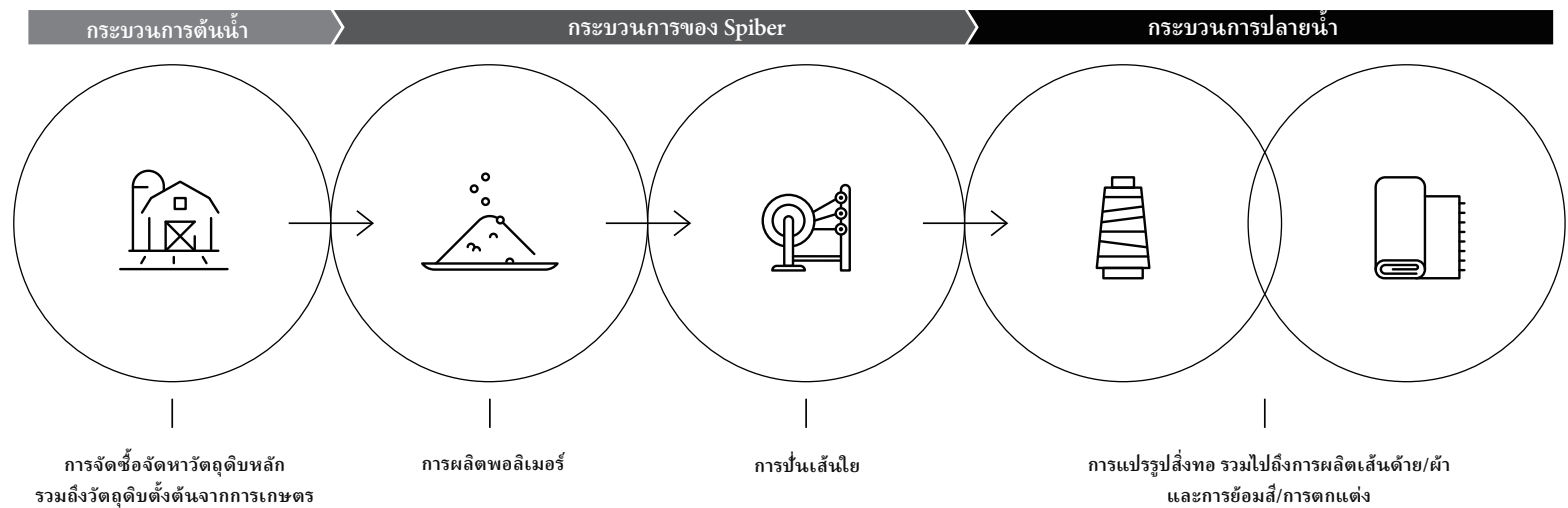 กระบวนการต้นน้ำ
กระบวนการของ Spiber
กระบวนการปลายน้ำ
การจัดซื้อจัดหาวัตถุดิบหลัก
รวมถึงวัตถุดิบตั้งต้นจากการเกษตร
การผลิตพอลิเมอร์
การปั่นเส้นใย
การแปรรูปสิ่งทอ รวมไปถึงการผลิตเส้นด้าย/ผ้า
และการย้อมสี/การตกแต่ง